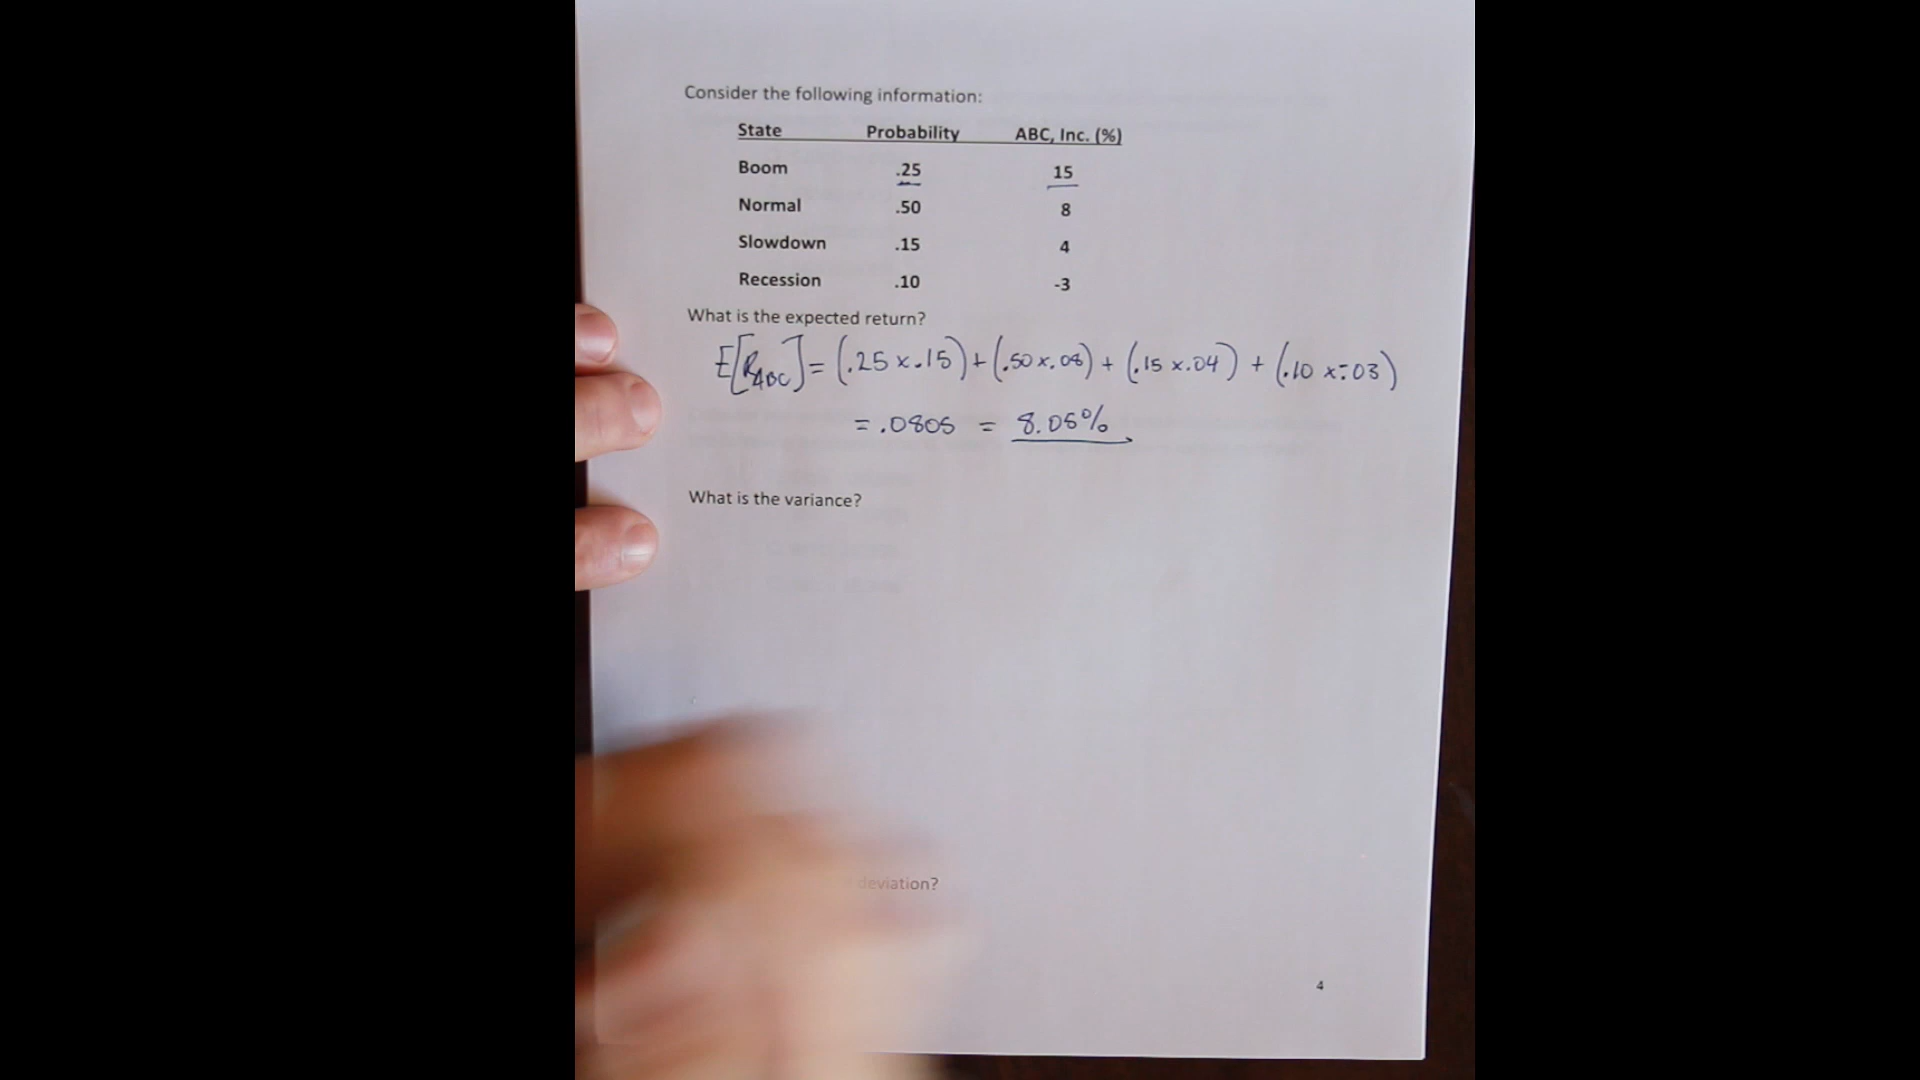 Consider the following information:
State Probability ABC, Inc. (%)
Boom .25 15
Normal .50 8
Slowdown .15 4
Recession .10 -3
What is the expected return?
E[R_ABC] = (.25 x .15) + (.50 x .08) + (.15 x .04) + (.10 x -.03)
= .0805 = 8.05%
What is the variance?
deviation?
4